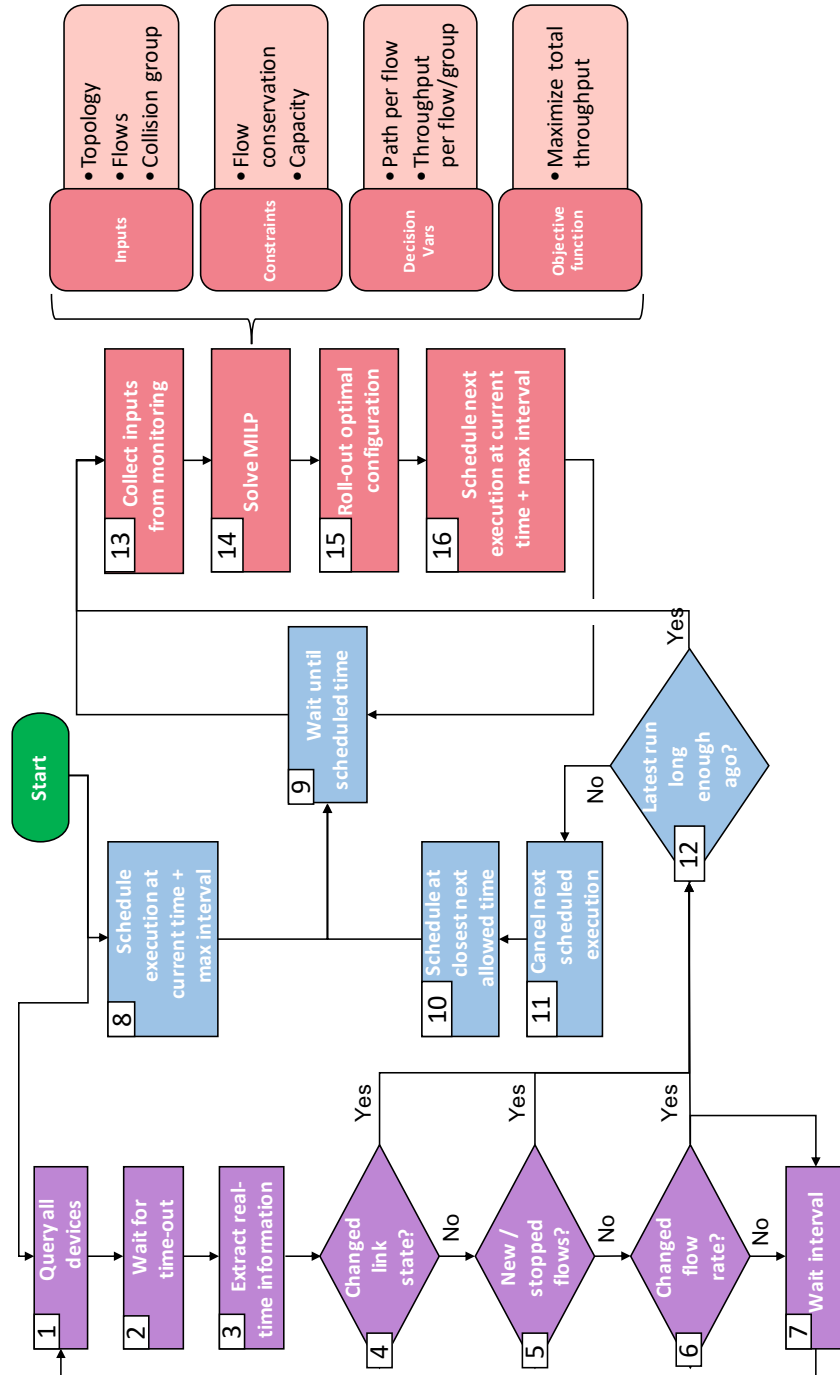 Start
1
Query all
devices
2
Wait for
time-out
3
Extract real-
time information
4
Changed
link
state?
Yes
No
5
New /
stopped
flows?
Yes
No
6
Changed
flow
rate?
Yes
No
7
Wait interval
8
Schedule
execution at
current time +
max interval
9
Wait until
scheduled time
10
Schedule at
closest next
allowed time
11
Cancel next
scheduled
execution
12
Latest run
long
enough
ago?
No
Yes
13
Collect inputs
from monitoring
14
Solve MILP
15
Roll-out optimal
configuration
16
Schedule next
execution at current
time + max interval
Inputs
• Topology
• Flows
• Collision group
Constraints
• Flow
conservation
• Capacity
Decision
Vars
• Path per flow
• Throughput
per flow/group
Objective
function
• Maximize total
throughput